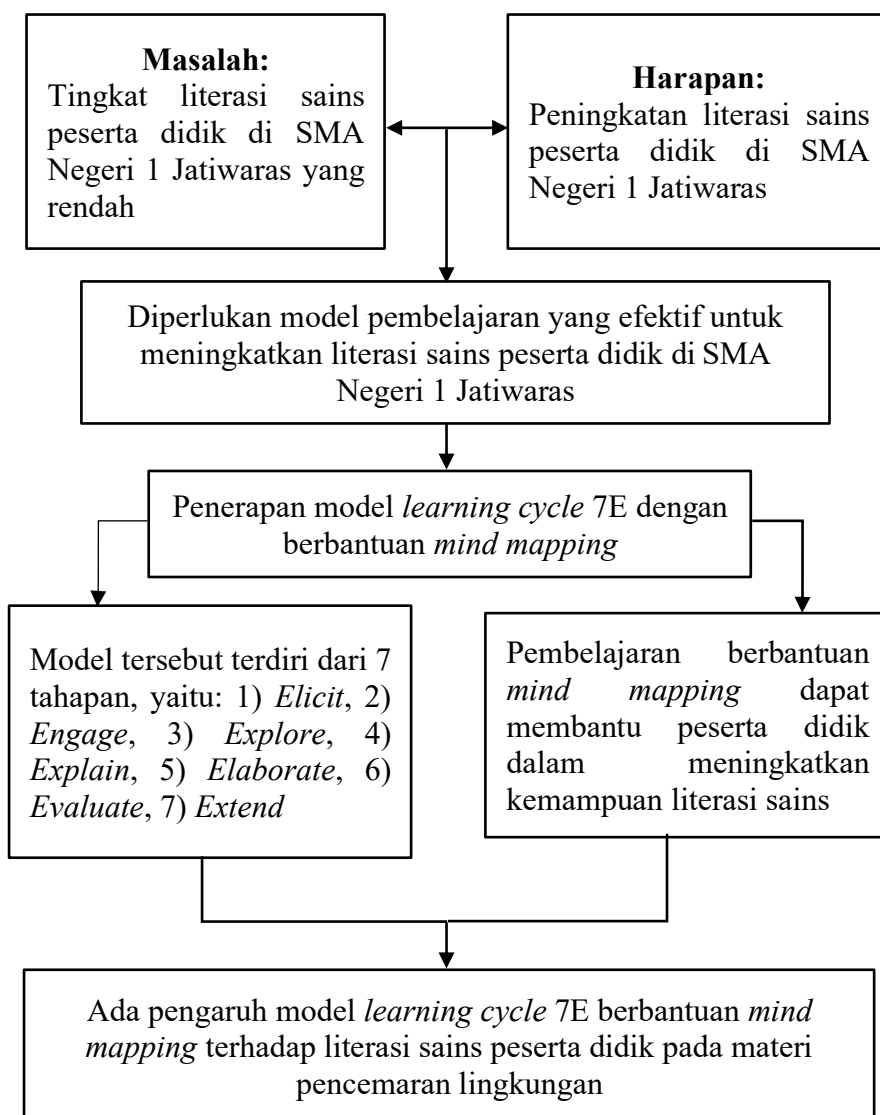 Masalah:
Tingkat literasi sains
peserta didik di SMA
Negeri 1 Jatiwaras yang
rendah
Harapan:
Peningkatan literasi sains
peserta didik di SMA
Negeri 1 Jatiwaras
Diperlukan model pembelajaran yang efektif untuk
meningkatkan literasi sains peserta didik di SMA
Negeri 1 Jatiwaras
Penerapan model learning cycle 7E dengan
berbantuan mind mapping
Model tersebut terdiri dari 7
tahapan, yaitu: 1) Elicit, 2)
Engage, 3) Explore, 4)
Explain, 5) Elaborate, 6)
Evaluate, 7) Extend
Pembelajaran berbantuan
mind mapping dapat
membantu peserta didik
dalam meningkatkan
kemampuan literasi sains
Ada pengaruh model learning cycle 7E berbantuan mind
mapping terhadap literasi sains peserta didik pada materi
pencemaran lingkungan